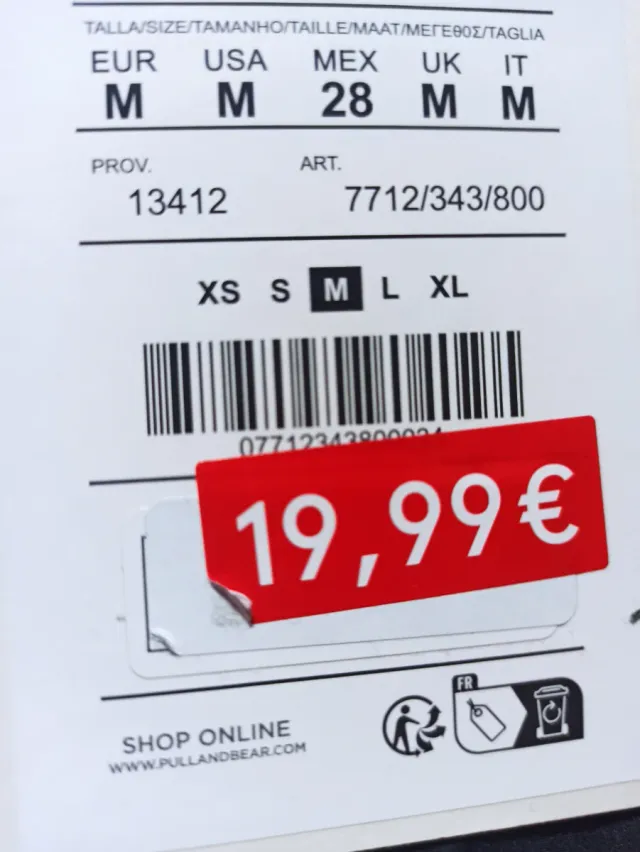 TALLA/SIZE/TAMANHO/TAILLE/MAAT/ΜΕΓΕΘΟΣ/TAGLIA
EUR USA MEX UK IT
M M 28 M M
PROV. ART.
13412 7712/343/800
XS S M L XL
19,99€
FR
SHOP ONLINE
WWW.PULLANDBEAR.COM